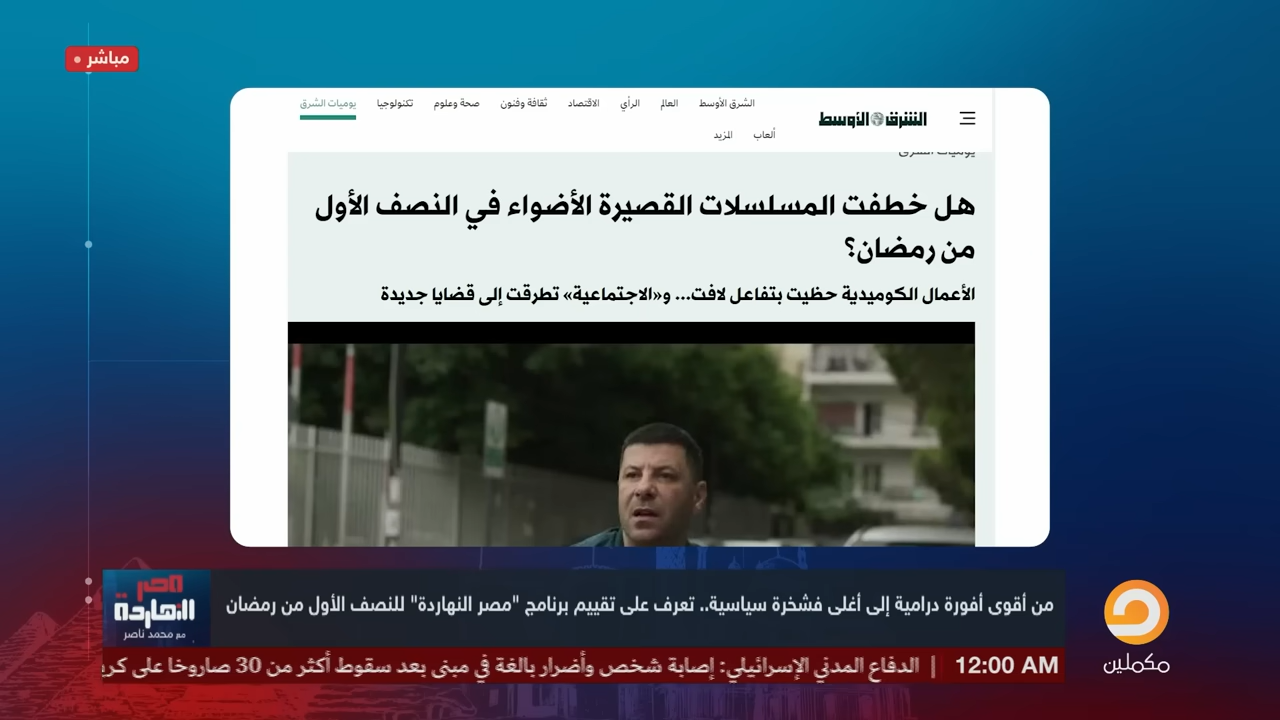 مباشر
الشرق الأوسط
الشرق الأوسط العالم الرأي الاقتصاد ثقافة وفنون صحة وعلوم تكنولوجيا يوميات الشرق
ألعاب المزيد
يوميات الشرق
هل خطفت المسلسلات القصيرة الأضواء في النصف الأول
من رمضان؟
الأعمال الكوميدية حظيت بتفاعل لافت... و«الاجتماعية» تطرقت إلى قضايا جديدة
من أقوى أفورة درامية إلى أغلى فشخرة سياسية.. تعرف على تقييم برنامج "مصر النهاردة" للنصف الأول من رمضان
مصر
النهاردة
مع محمد ناصر
12:00 AM | الدفاع المدني الإسرائيلي: إصابة شخص وأضرار بالغة في مبنى بعد سقوط أكثر من 30 صاروخا على
مكملين